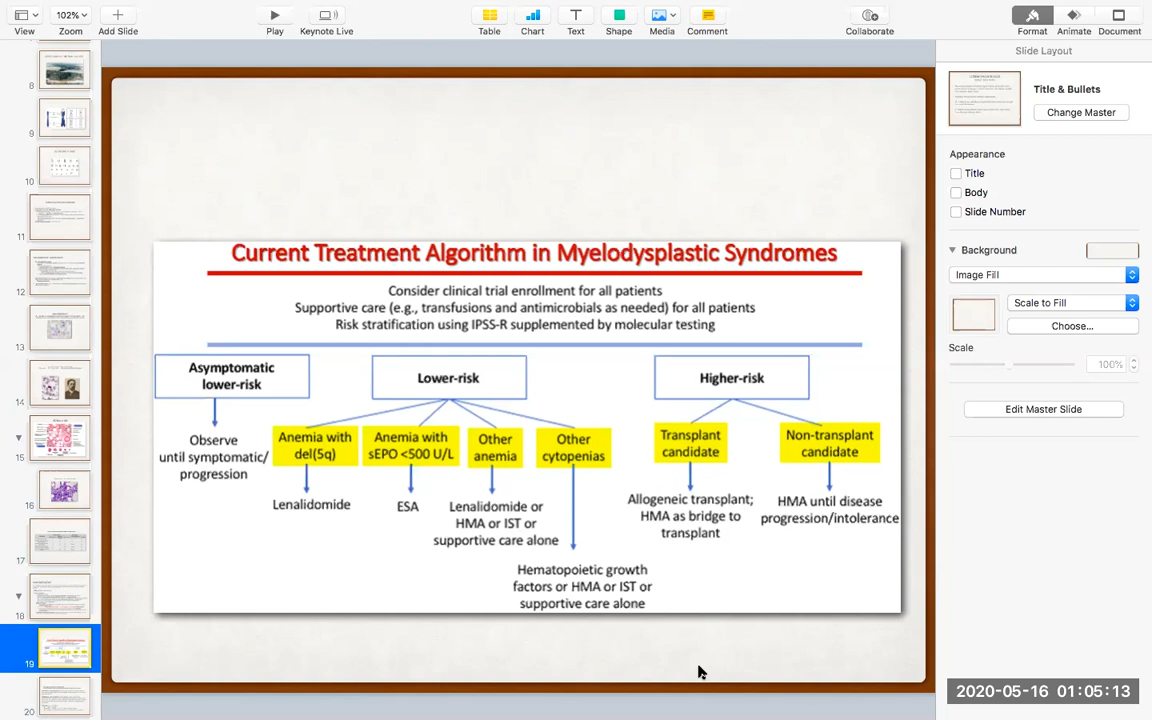 102%
View
Zoom
Add Slide
Play
Keynote Live
Table
Chart
Text
Shape
Media
Comment
Collaborate
Format
Animate
Document
8
9
10
11
12
13
14
15
16
17
18
19
20
Current Treatment Algorithm in Myelodysplastic Syndromes
Consider clinical trial enrollment for all patients
Supportive care (e.g., transfusions and antimicrobials as needed) for all patients
Risk stratification using IPSS-R supplemented by molecular testing
Asymptomatic
lower-risk
Observe
until symptomatic/
progression
Lower-risk
Anemia with
del(5q)
Lenalidomide
Anemia with
sEPO <500 U/L
ESA
Other
anemia
Lenalidomide or
HMA or IST or
supportive care alone
Other
cytopenias
Hematopoietic growth
factors or HMA or IST or
supportive care alone
Higher-risk
Transplant
candidate
Allogeneic transplant;
HMA as bridge to
transplant
Non-transplant
candidate
HMA until disease
progression/intolerance
Slide Layout
Title & Bullets
Change Master
Appearance
Title
Body
Slide Number
Background
Image Fill
Scale to Fill
Choose...
Scale
100%
Edit Master Slide
2020-05-16 01:05:13